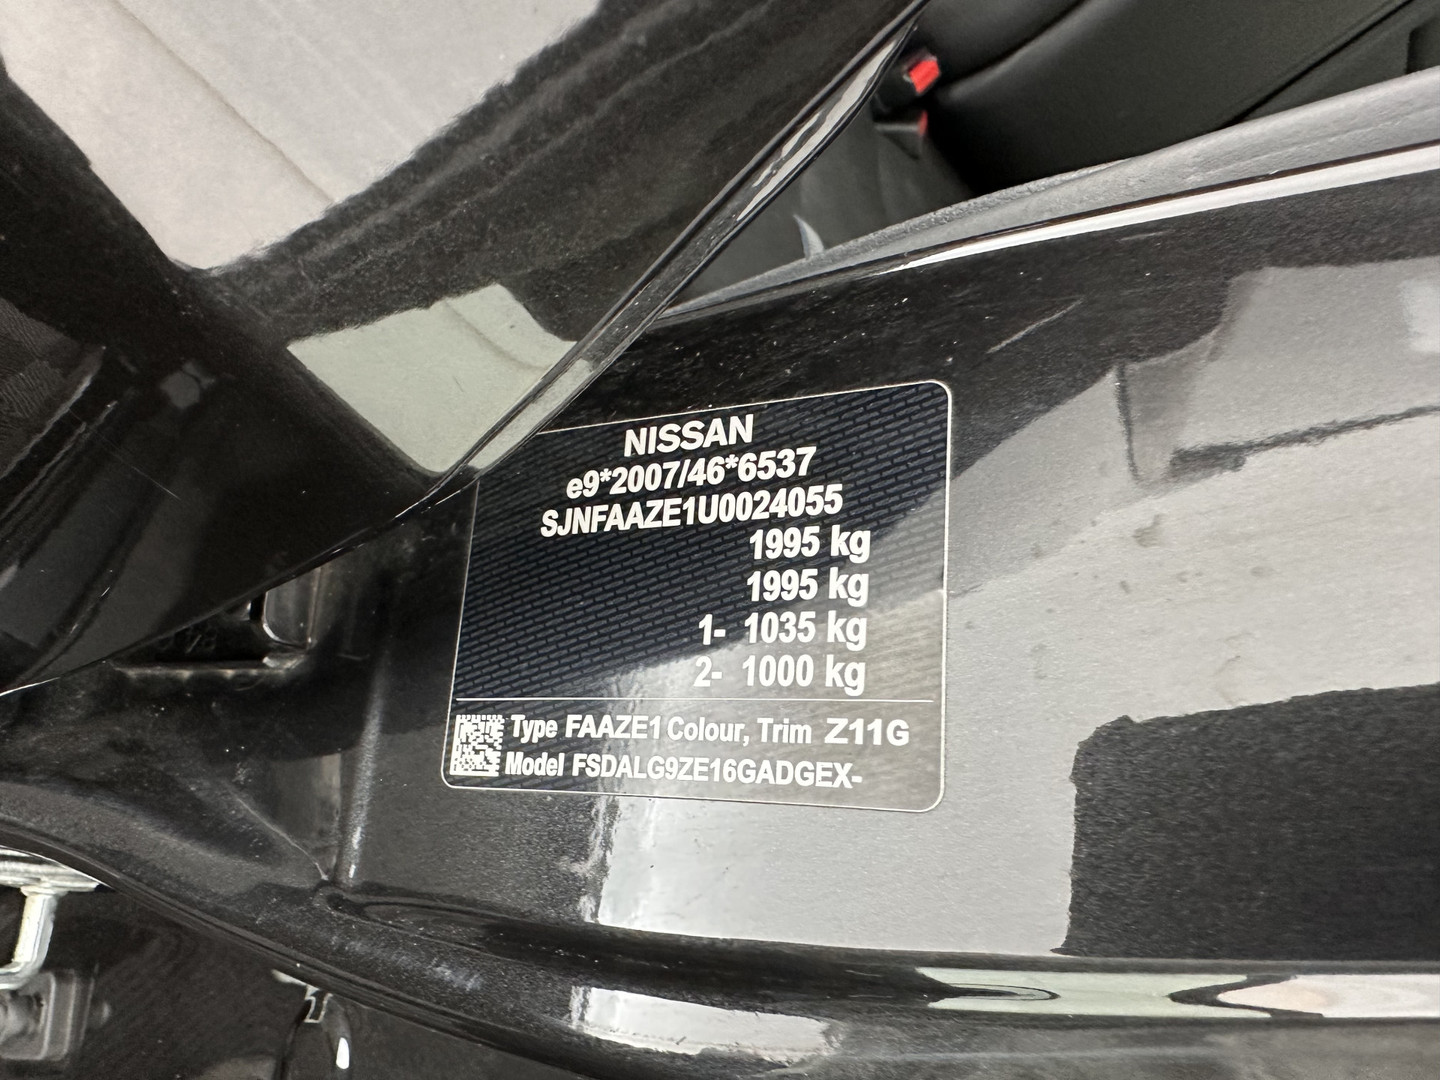 NISSAN
e9*2007/46*6537
SJNFAAZE1U0024055
1995 kg
1995 kg
1- 1035 kg
2- 1000 kg
Type FAAZE1 Colour, Trim Z11G
Model FSDALG9ZE16GADGEX-